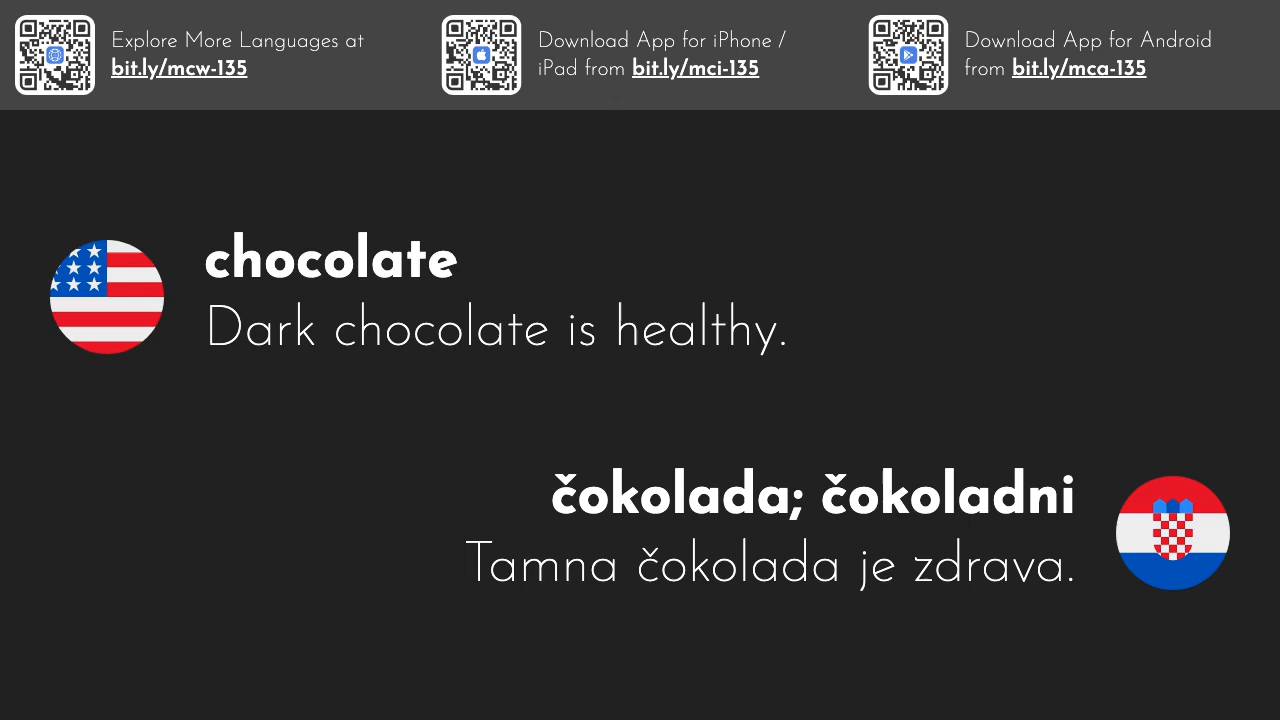 Explore More Languages at
bit.ly/mcw-135
Download App for iPhone /
iPad from bit.ly/mci-135
Download App for Android
from bit.ly/mca-135
chocolate
Dark chocolate is healthy.
čokolada; čokoladni
Tamna čokolada je zdrava.